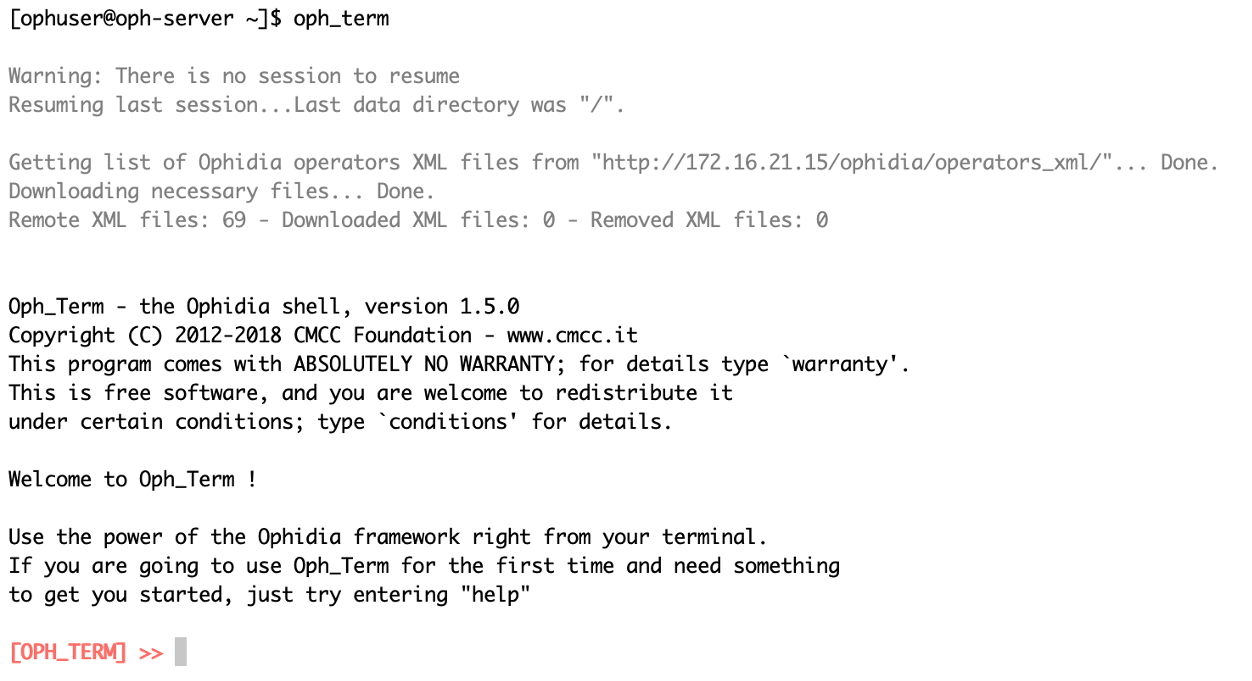 [ophuser@oph-server ~]$ oph_term
Warning: There is no session to resume
Resuming last session...Last data directory was "/".
Getting list of Ophidia operators XML files from "http://172.16.21.15/ophidia/operators_xml/"... Done.
Downloading necessary files... Done.
Remote XML files: 69 - Downloaded XML files: 0 - Removed XML files: 0
Oph_Term - the Ophidia shell, version 1.5.0
Copyright (C) 2012-2018 CMCC Foundation - www.cmcc.it
This program comes with ABSOLUTELY NO WARRANTY; for details type `warranty'.
This is free software, and you are welcome to redistribute it
under certain conditions; type `conditions' for details.
Welcome to Oph_Term !
Use the power of the Ophidia framework right from your terminal.
If you are going to use Oph_Term for the first time and need something
to get you started, just try entering "help"
[OPH_TERM] >>